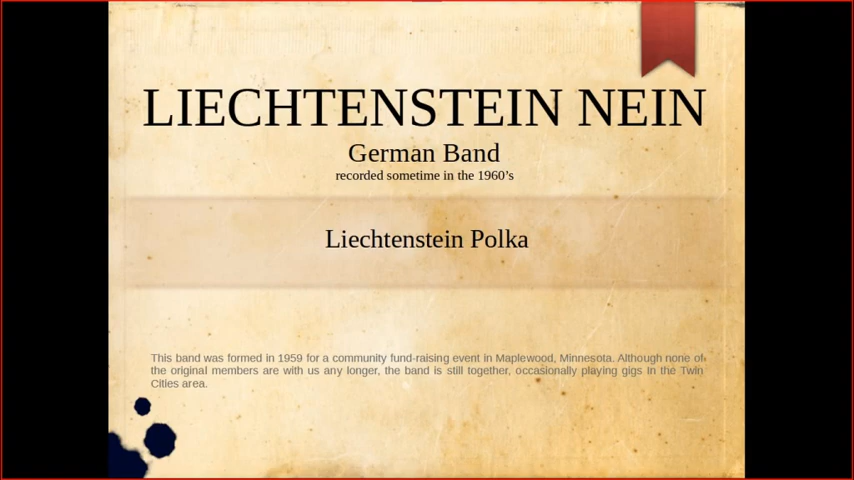 LIECHTENSTEIN NEIN
German Band
recorded sometime in the 1960’s
Liechtenstein Polka
This band was formed in 1959 for a community fund-raising event in Maplewood, Minnesota. Although none of
the original members are with us any longer, the band is still together, occasionally playing gigs In the Twin
Cities area.